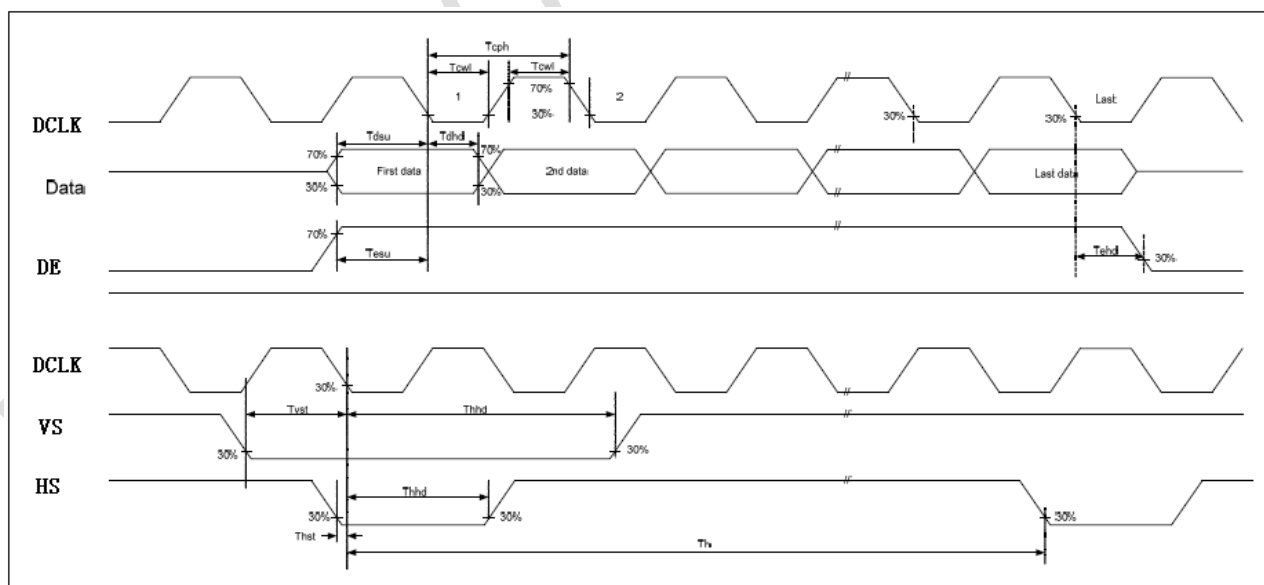 Tcph
Tcwl Tcwl
1 70% 2 Last
30% 30% 30%
DCLK
Tdsu Tdhd
70% 70%
First data 2nd data Last data
Data
30% 30%
70%
Tesu Tehd
DE 30%
DCLK
30%
Tvst Thhd
VS
30% 30%
HS
Thhd
30% 30% 30%
Thst
Th